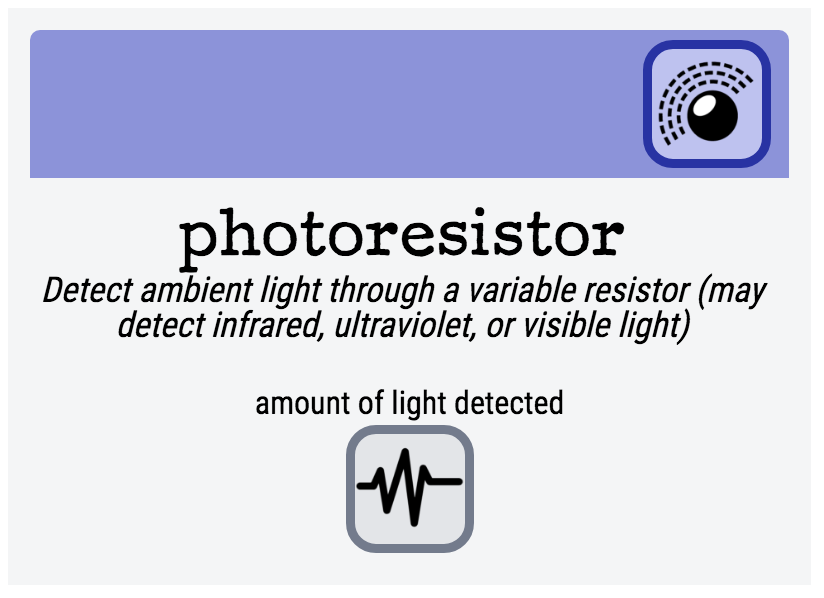 photoresistor
Detect ambient light through a variable resistor (may
detect infrared, ultraviolet, or visible light)
amount of light detected